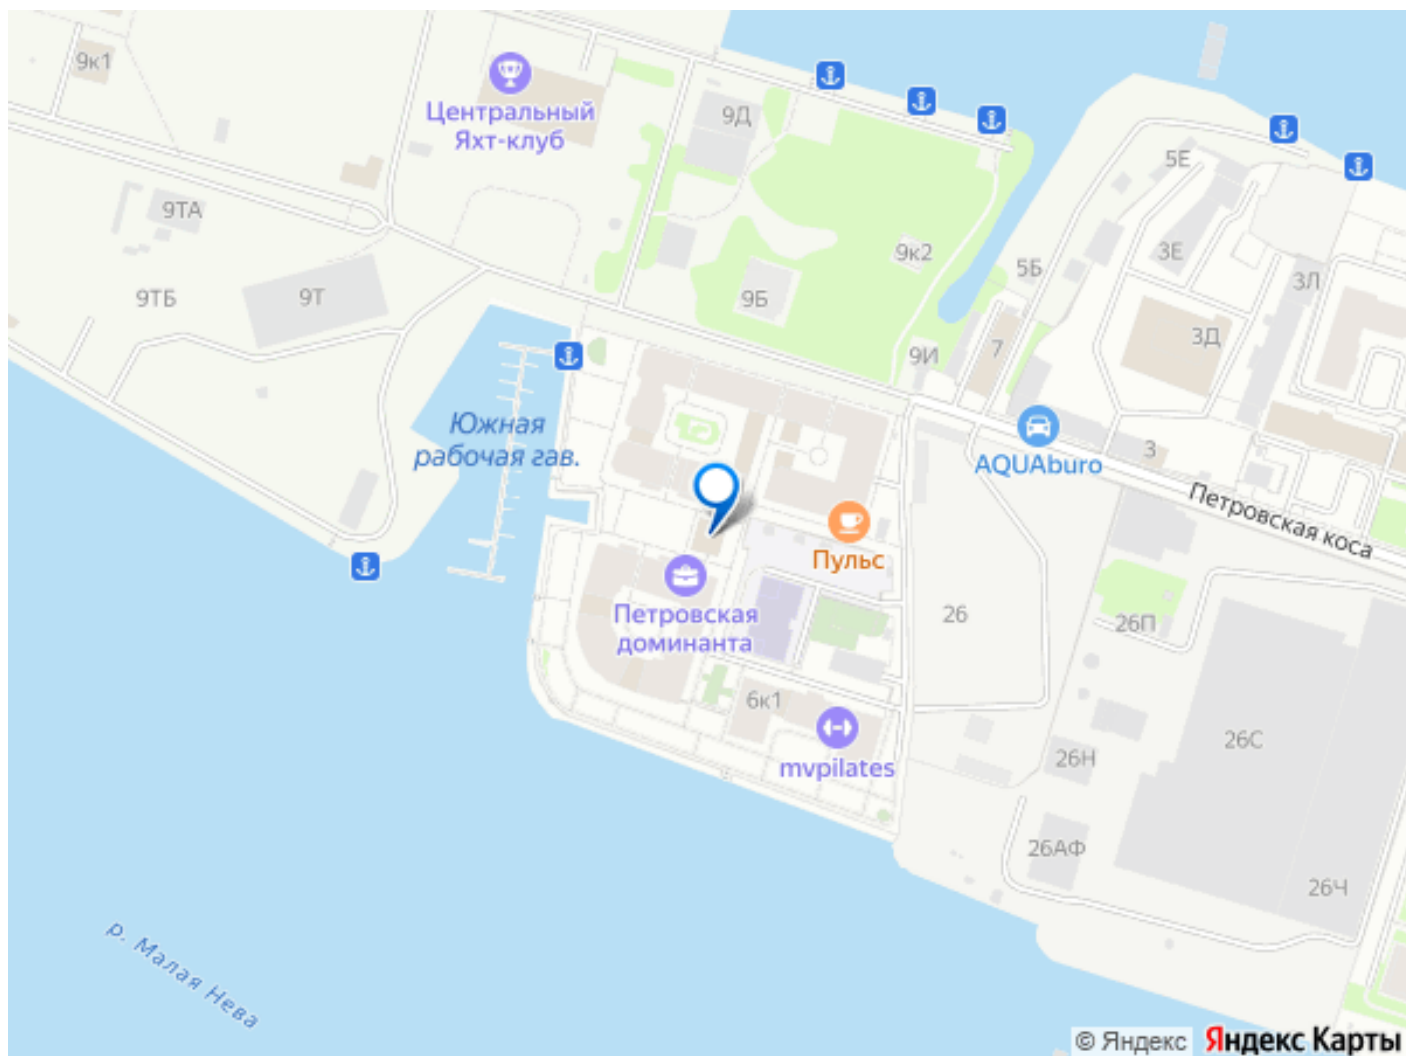 9к1
Центральный
Яхт-клуб
9Д
5Е
9ТА
3Е
9к2
5Б
3Л
9ТБ
9Т
9Б
3Д
7
9И
Южная
рабочая гав.
3
AQUAburo
Петровская коса
Пульс
Петровская
доминанта
26
26П
6к1
mvpilates
26Н
26С
26АФ
26Ч
р. Малая Нева
© Яндекс Яндекс Карты